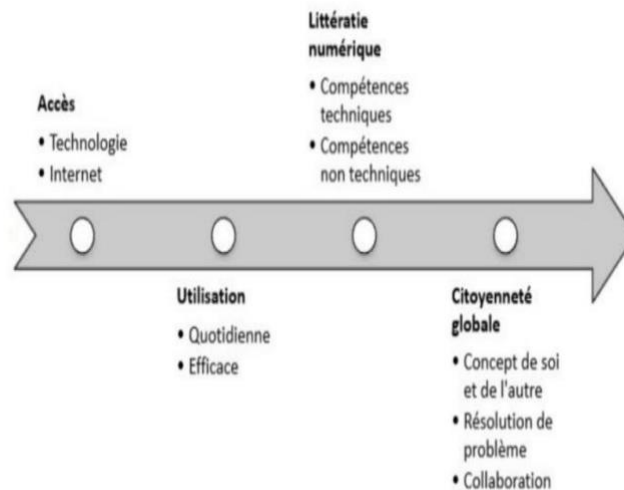 Littératie
numérique
• Compétences
techniques
• Compétences
non techniques
Accès
• Technologie
• Internet
Utilisation
• Quotidienne
• Efficace
Citoyenneté
globale
• Concept de soi
et de l'autre
• Résolution de
problème
• Collaboration